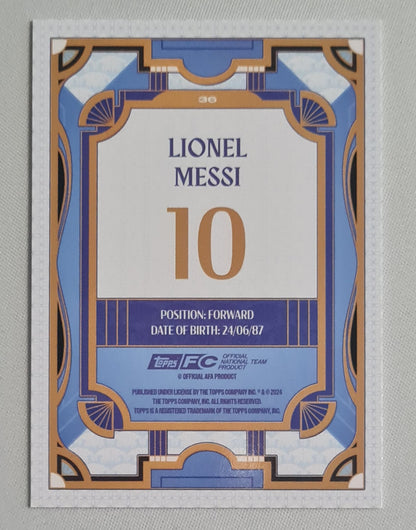 36
LIONEL
MESSI
10
POSITION: FORWARD
DATE OF BIRTH: 24/06/87
Topps FC OFFICIAL
NATIONAL TEAM
PRODUCT
© OFFICIAL AFA PRODUCT
PUBLISHED UNDER LICENSE BY THE TOPPS COMPANY INC. ® & © 2024
THE TOPPS COMPANY, INC. ALL RIGHTS RESERVED.
TOPPS IS A REGISTERED TRADEMARK OF THE TOPPS COMPANY, INC.